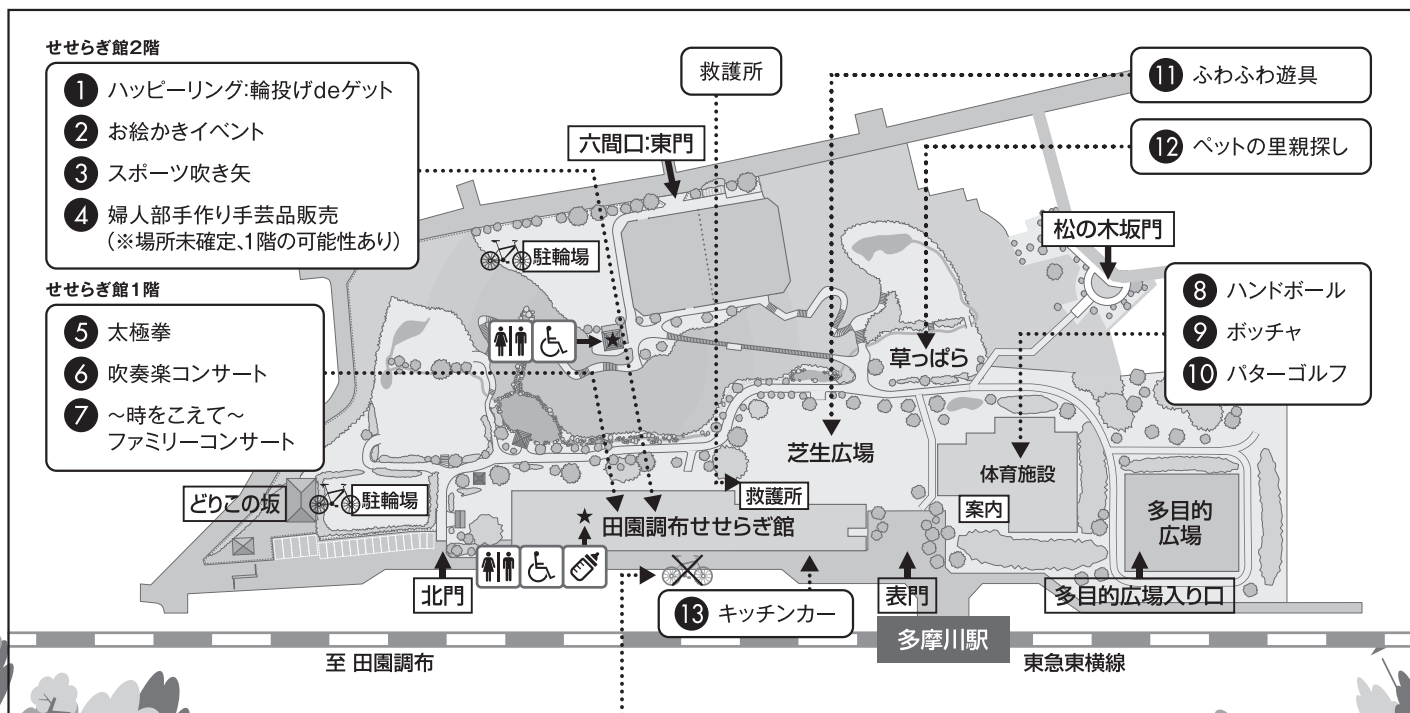 せせらぎ館2階
1 ハッピーリング:輪投げdeゲット
2 お絵かきイベント
3 スポーツ吹き矢
4 婦人部手作り手芸品販売
(※場所未確定、1階の可能性あり)
せせらぎ館1階
5 太極拳
6 吹奏楽コンサート
7 〜時をこえて〜
ファミリーコンサート
救護所
六間口:東門
駐輪場
11 ふわふわ遊具
12 ペットの里親探し
松の木坂門
8 ハンドボール
9 ボッチャ
10 パターゴルフ
草っぱら
芝生広場
体育施設
案内
救護所
多目的
広場
どりこの坂
駐輪場
田園調布せせらぎ館
北門
13 キッチンカー
表門
多目的広場入り口
多摩川駅
至 田園調布
東急東横線